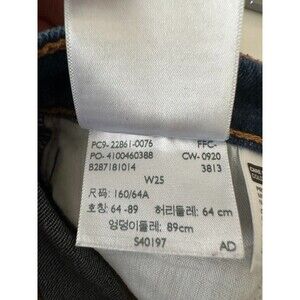 PC9-22861-0076 FFC-
PO-4100460388 CW-0920
B287181014 3813
W25
尺码: 160/64A
호칭: 64-89 허리둘레: 64 cm
엉덩이둘레: 89cm
S40197 AD